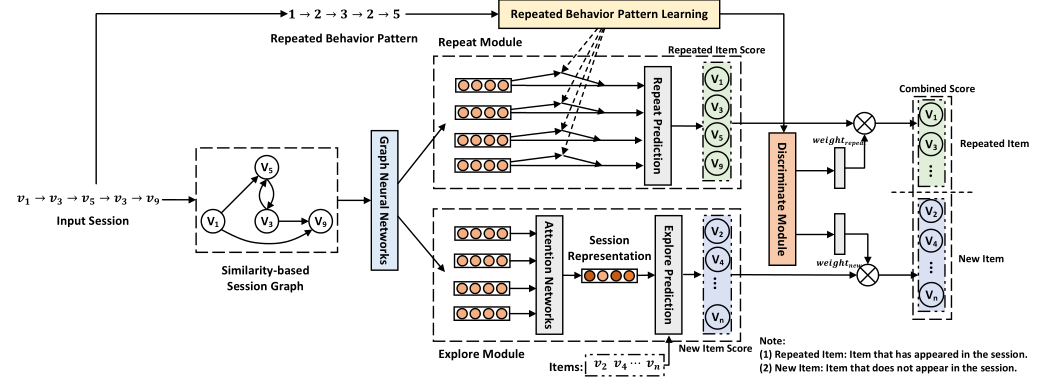 1 → 2 → 3 → 2 → 5
Repeated Behavior Pattern
Repeated Behavior Pattern Learning
Repeat Module
Repeated Item Score
Repeat Prediction
V1
V3
V5
V9
Combined Score
V1
V3
⋮
Repeated Item
weight_reped
Discriminate Module
v1 → v3 → v5 → v3 → v9
Input Session
V5
V1
V3
V9
Similarity-based
Session Graph
Graph Neural Networks
Attention Networks
Session
Representation
Explore Prediction
V2
V4
⋮
Vn
weight_new
V2
V4
⋮
Vn
New Item
Explore Module
New Item Score
Items: v2 v4 ⋯ vn
Note:
(1) Repeated Item: Item that has appeared in the session.
(2) New Item: Item that does not appear in the session.